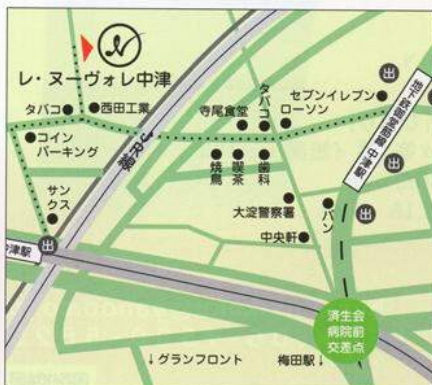 N
レ・ヌーヴォレ中津
タバコ
西田工業
コイン
パーキング
サン
クス
出
中津駅
JR線
寺尾食堂
タバコ
セブンイレブン
ローソン
出
地下鉄御堂筋線 中津駅
出
出
焼鳥
喫茶
歯科
大淀警察署
パン
中央軒
済生会
病院前
交差点
↓グランフロント
梅田駅↓